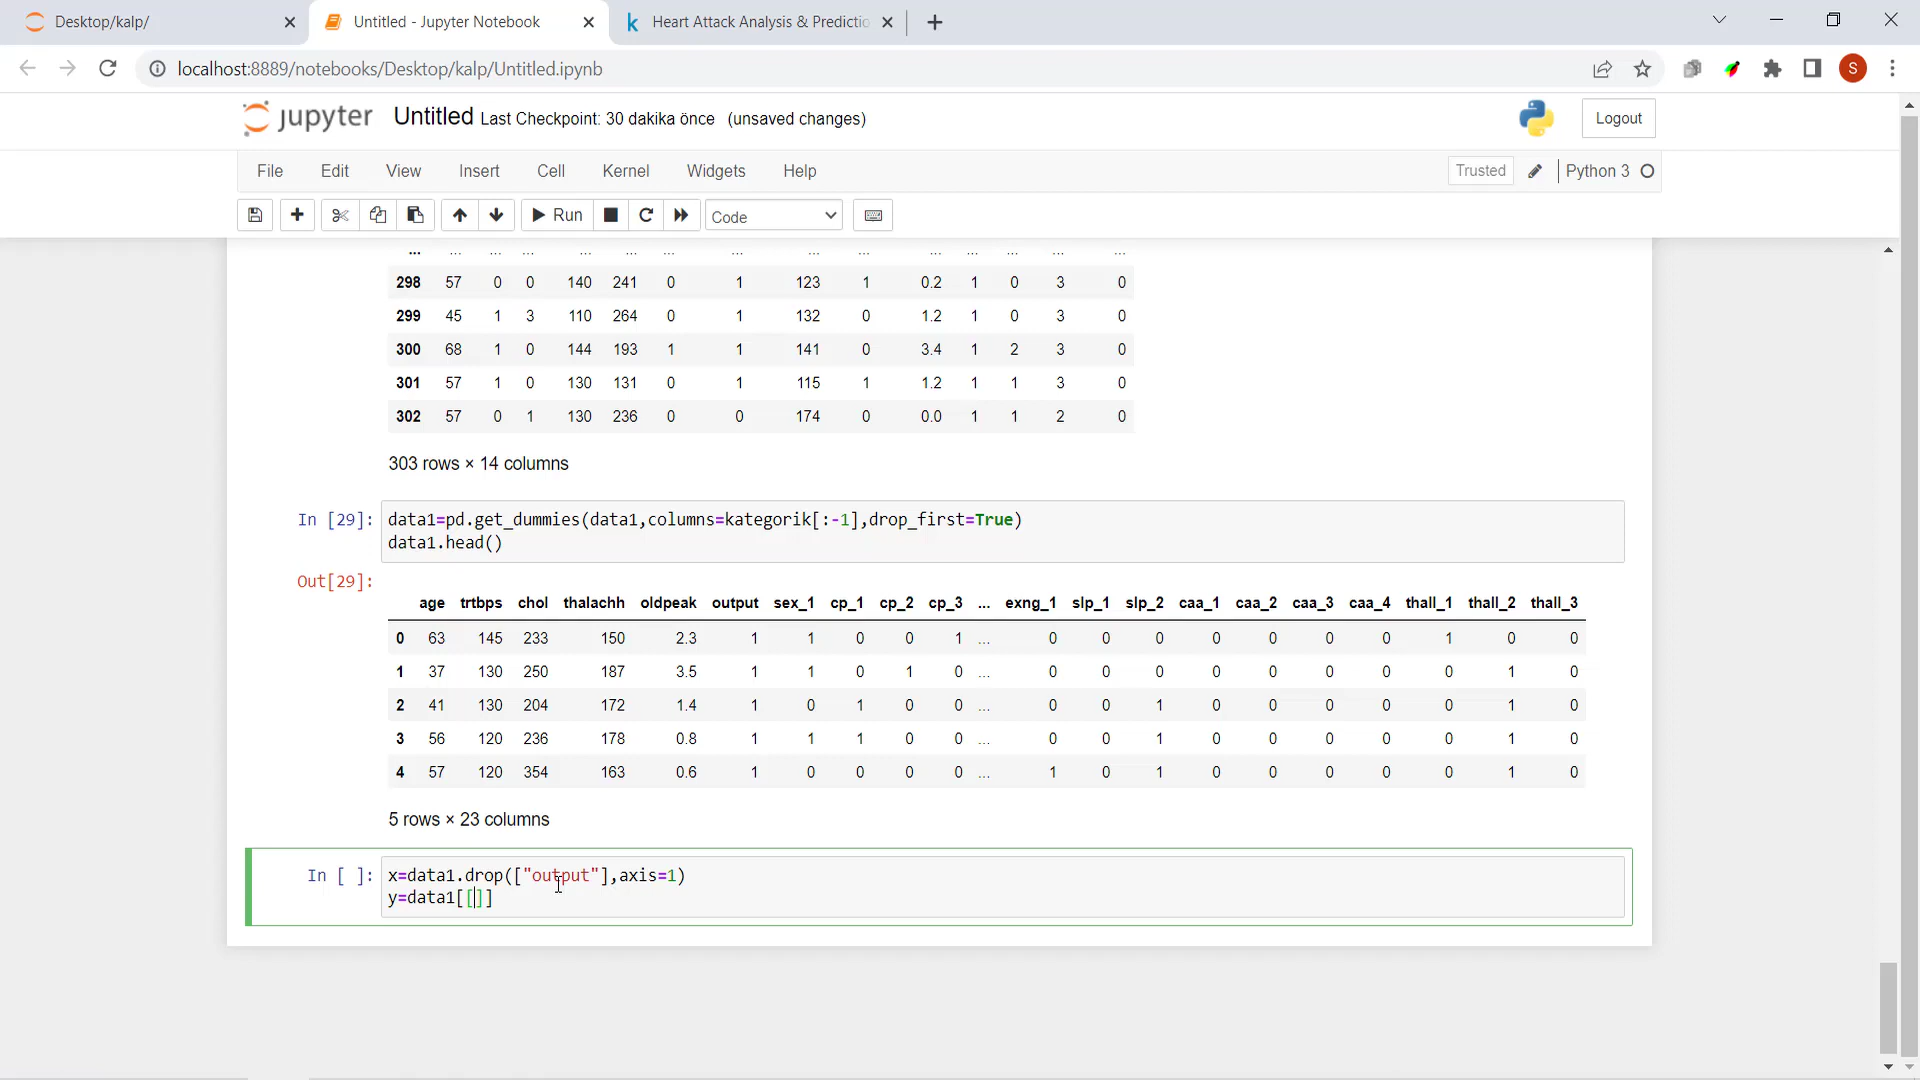 Desktop/kalp/
Untitled - Jupyter Notebook
Heart Attack Analysis & Predictio
localhost:8889/notebooks/Desktop/kalp/Untitled.ipynb
S
jupyter Untitled Last Checkpoint: 30 dakika önce (unsaved changes)
Logout
File Edit View Insert Cell Kernel Widgets Help
Trusted
Python 3
Run
Code
... ... ... ... ... ... ... ... ... ... ... ... ... ... ...
298 57 0 0 140 241 0 1 123 1 0.2 1 0 3 0
299 45 1 3 110 264 0 1 132 0 1.2 1 0 3 0
300 68 1 0 144 193 1 1 141 0 3.4 1 2 3 0
301 57 1 0 130 131 0 1 115 1 1.2 1 1 3 0
302 57 0 1 130 236 0 0 174 0 0.0 1 1 2 0
303 rows × 14 columns
In [29]: data1=pd.get_dummies(data1,columns=kategorik[:-1],drop_first=True)
data1.head()
Out[29]:
age trtbps chol thalachh oldpeak output sex_1 cp_1 cp_2 cp_3 ... exng_1 slp_1 slp_2 caa_1 caa_2 caa_3 caa_4 thall_1 thall_2 thall_3
0 63 145 233 150 2.3 1 1 0 0 1 ... 0 0 0 0 0 0 0 1 0 0
1 37 130 250 187 3.5 1 1 0 1 0 ... 0 0 0 0 0 0 0 0 1 0
2 41 130 204 172 1.4 1 0 1 0 0 ... 0 0 1 0 0 0 0 0 1 0
3 56 120 236 178 0.8 1 1 1 0 0 ... 0 0 1 0 0 0 0 0 1 0
4 57 120 354 163 0.6 1 0 0 0 0 ... 1 0 1 0 0 0 0 0 1 0
5 rows × 23 columns
In [ ]: x=data1.drop(["output"],axis=1)
y=data1[[]]